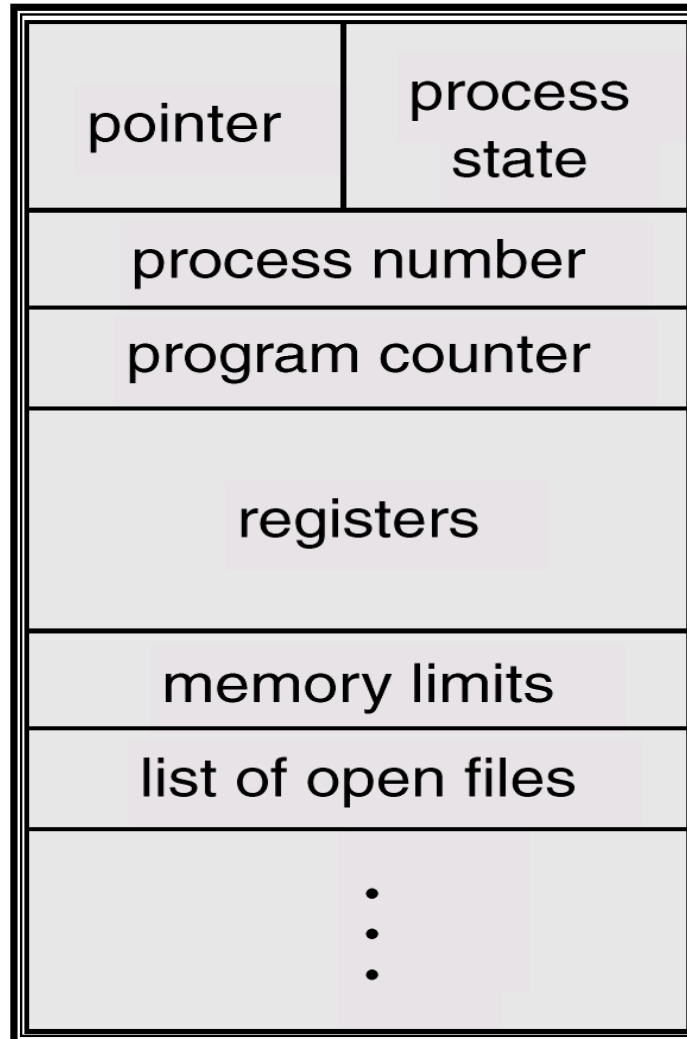 pointer
process
state
process number
program counter
registers
memory limits
list of open files